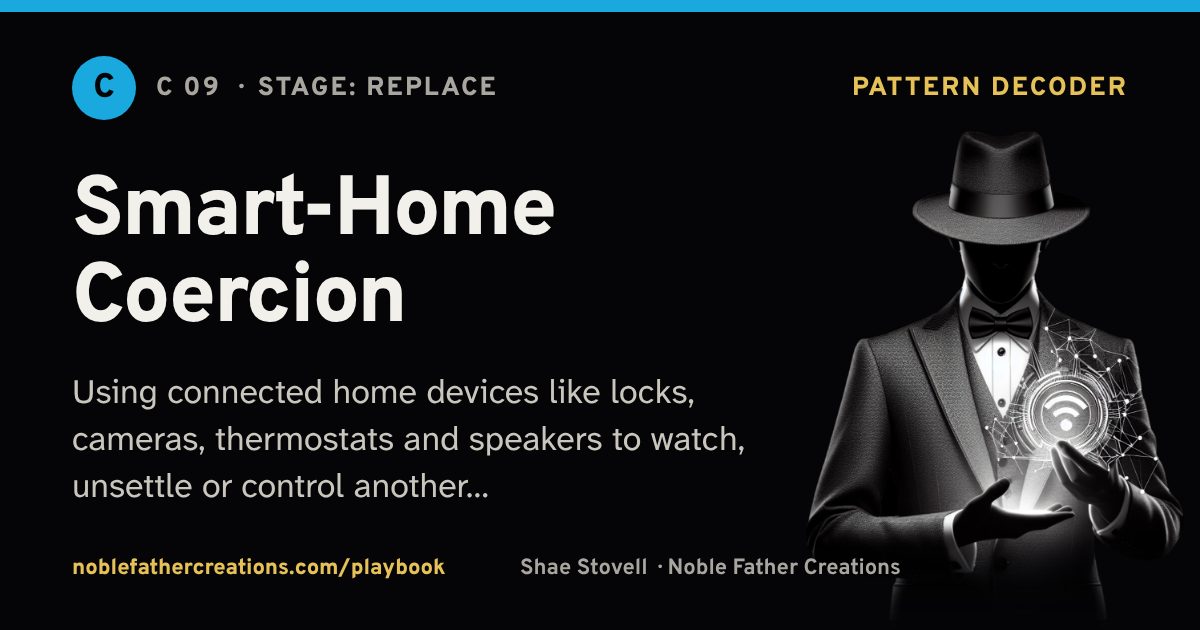 C
C 09 · STAGE: REPLACE
PATTERN DECODER
Smart-Home
Coercion
Using connected home devices like locks,
cameras, thermostats and speakers to watch,
unsettle or control another...
noblefathercreations.com/playbook
Shae Stovell · Noble Father Creations